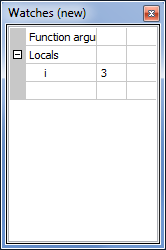 Watches (new)
Function argu
Locals
i 3